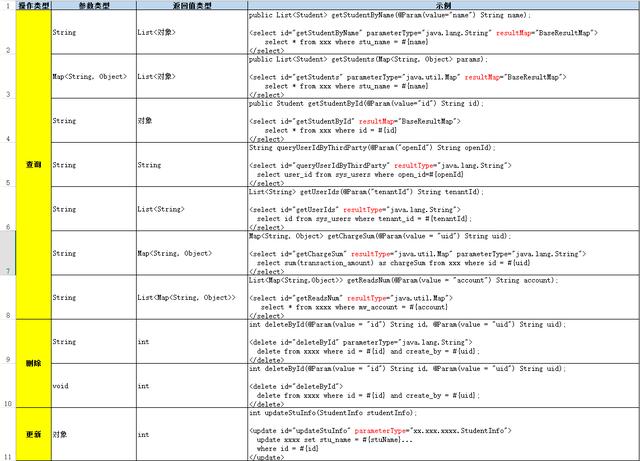 1 操作类型 参数类型 返回值类型 示例
查询
public List<Student> getStudentByName(@Param(value="name") String name);
<select id="getStudentByName" parameterType="java.lang.String" resultMap="BaseResultMap">
select * from xxx where stu_name = #{name}
</select>
2 String List<对象>
public List<Student> getStudents(Map<String, Object> params);
<select id="getStudents" parameterType="java.util.Map" resultMap="BaseResultMap">
select * from xxx where stu_name = #{name}
</select>
3 Map<String, Object> List<对象>
public Student getStudentById(@Param(value="id") String id);
<select id="getStudentById" resultMap="BaseResultMap">
select * from xxx where id = #{id}
</select>
4 String 对象
String queryUserIdByThirdParty(@Param("openId") String openId);
<select id="queryUserIdByThirdParty" resultType="java.lang.String">
select user_id from sys_users where open_id=#{openId}
</select>
5 String String
List<String> getUserIds(@Param("tenantId") String tenantId);
<select id="getUserIds" resultType="java.lang.String">
select id from sys_users where tenant_id = #{tenantId};
</select>
6 String List<String>
Map<String, Object> getChargeSum(@Param(value = "uid") String uid);
<select id="getChargeSum" resultType="java.util.Map" parameterType="java.lang.String">
select sum(transaction_amount) as chargeSum from xxx where id = #{uid}
</select>
7 String Map<String, Object>
List<Map<String,Object>> getReadsNum(@Param(value = "account") String account);
<select id="getReadsNum" resultType="java.util.Map">
select * from xxxx where mw_account = #{account}
</select>
8 String List<Map<String, Object>>
删除
int deleteById(@Param(value = "id") String id, @Param(value = "uid") String uid);
<delete id="deleteById" parameterType="java.lang.String">
delete from xxxx where id = #{id} and create_by = #{uid};
</delete>
9 String int
int deleteById(@Param(value = "id") String id, @Param(value = "uid") String uid);
<delete id="deleteById">
delete from xxxx where id = #{id} and create_by = #{uid};
</delete>
10 void int
更新
int updateStuInfo(StudentInfo studentInfo);
<update id="updateStuInfo" parameterType="xx.xxx.xxxx.StudentInfo">
update xxxx set stu_name = #{stuName}...
where id = #{id}
</update>
11 对象 int